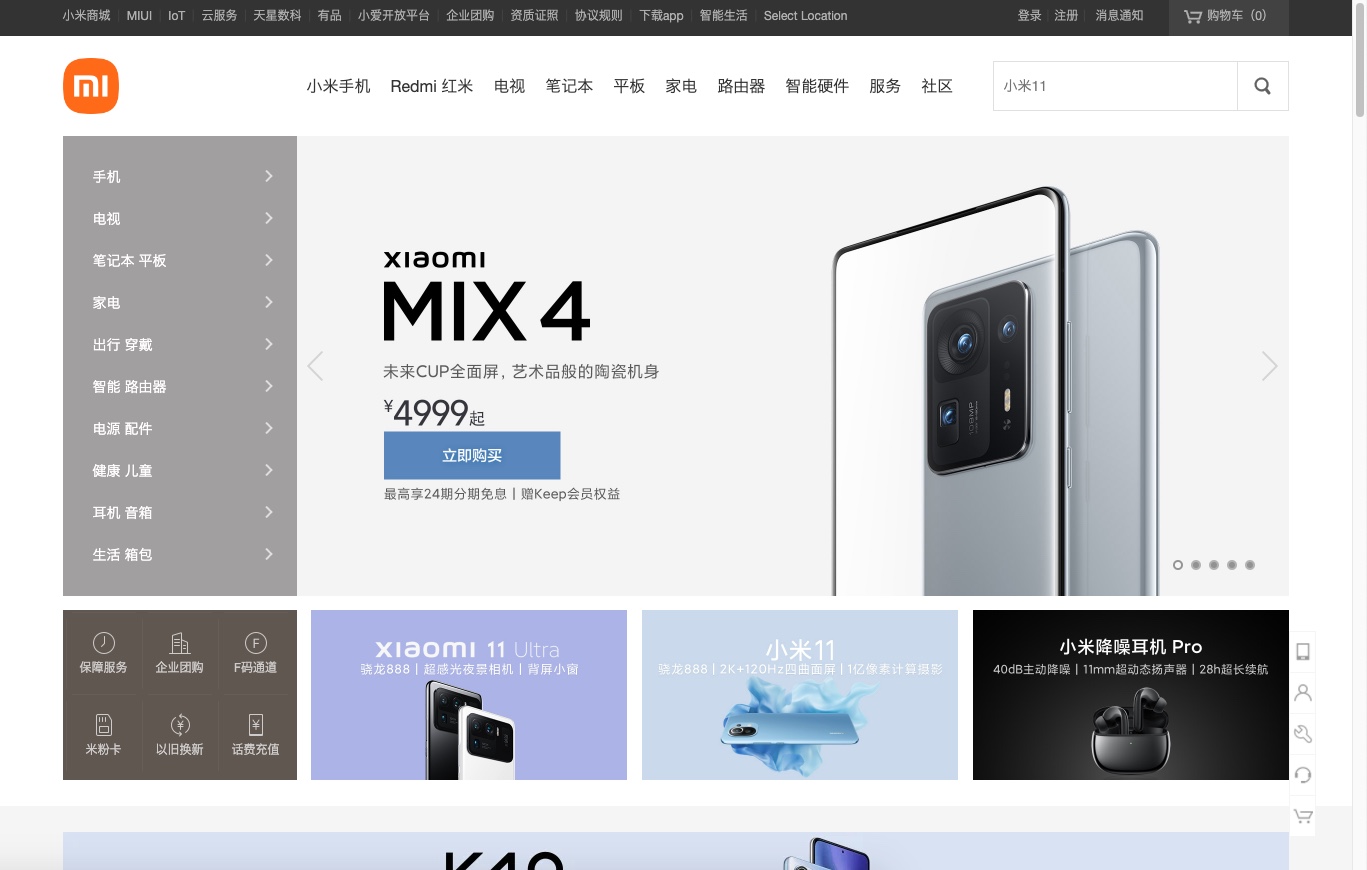 小米商城 MIUI IoT 云服务 天星数科 有品 小爱开放平台 企业团购 资质证照 协议规则 下载app 智能生活 Select Location 登录 注册 消息通知 购物车（0）
小米手机 Redmi 红米 电视 笔记本 平板 家电 路由器 智能硬件 服务 社区 小米11
手机
电视
笔记本 平板
家电
出行 穿戴
智能 路由器
电源 配件
健康 儿童
耳机 音箱
生活 箱包
xıaomı
MIX 4
未来CUP全面屏，艺术品般的陶瓷机身
¥4999起
立即购买
最高享24期分期免息丨赠Keep会员权益
108MP
保障服务 企业团购 F码通道
米粉卡 以旧换新 话费充值
xıaomı 11 Ultra
骁龙888丨超感光夜景相机丨背屏小窗
小米11
骁龙888丨2K+120Hz四曲面屏丨1亿像素计算摄影
小米降噪耳机 Pro
40dB主动降噪丨11mm超动态扬声器丨28h超长续航
K40